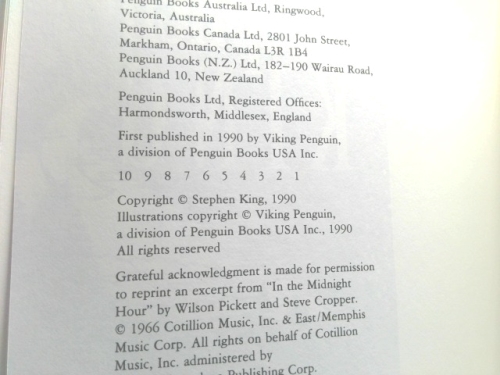 Penguin Books Australia Ltd, Ringwood,
Victoria, Australia
Penguin Books Canada Ltd, 2801 John Street,
Markham, Ontario, Canada L3R 1B4
Penguin Books (N.Z.) Ltd, 182–190 Wairau Road,
Auckland 10, New Zealand
Penguin Books Ltd, Registered Offices:
Harmondsworth, Middlesex, England
First published in 1990 by Viking Penguin,
a division of Penguin Books USA Inc.
10 9 8 7 6 5 4 3 2 1
Copyright © Stephen King, 1990
Illustrations copyright © Viking Penguin,
a division of Penguin Books USA Inc., 1990
All rights reserved
Grateful acknowledgment is made for permission
to reprint an excerpt from “In the Midnight
Hour” by Wilson Pickett and Steve Cropper.
© 1966 Cotillion Music, Inc. & East/Memphis
Music Corp. All rights on behalf of Cotillion
Music, Inc. administered by
Publishing Corp.